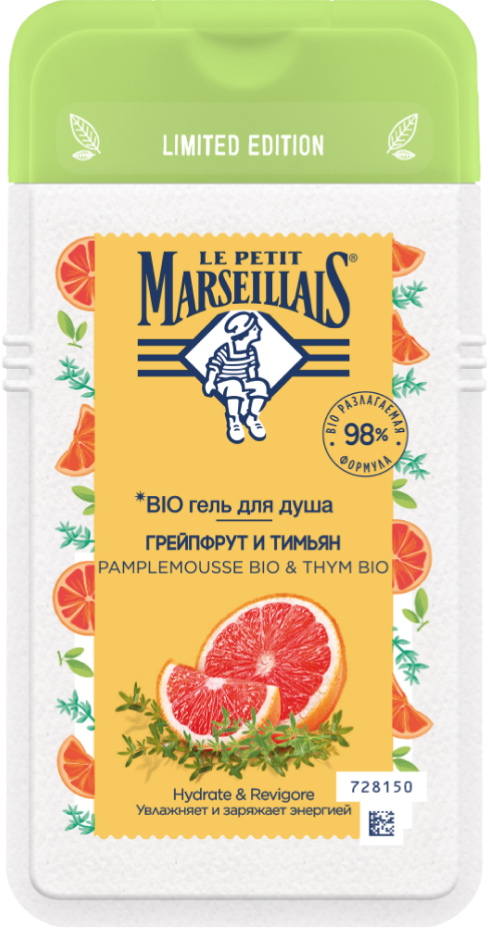 LIMITED EDITION
LE PETIT
MARSEILLAIS®
BIO РАЗЛАГАЕМАЯ
98%
ФОРМУЛА
*BIO гель для душа
ГРЕЙПФРУТ И ТИМЬЯН
PAMPLEMOUSSE BIO & THYM BIO
Hydrate & Revigore
Увлажняет и заряжает энергией
728150